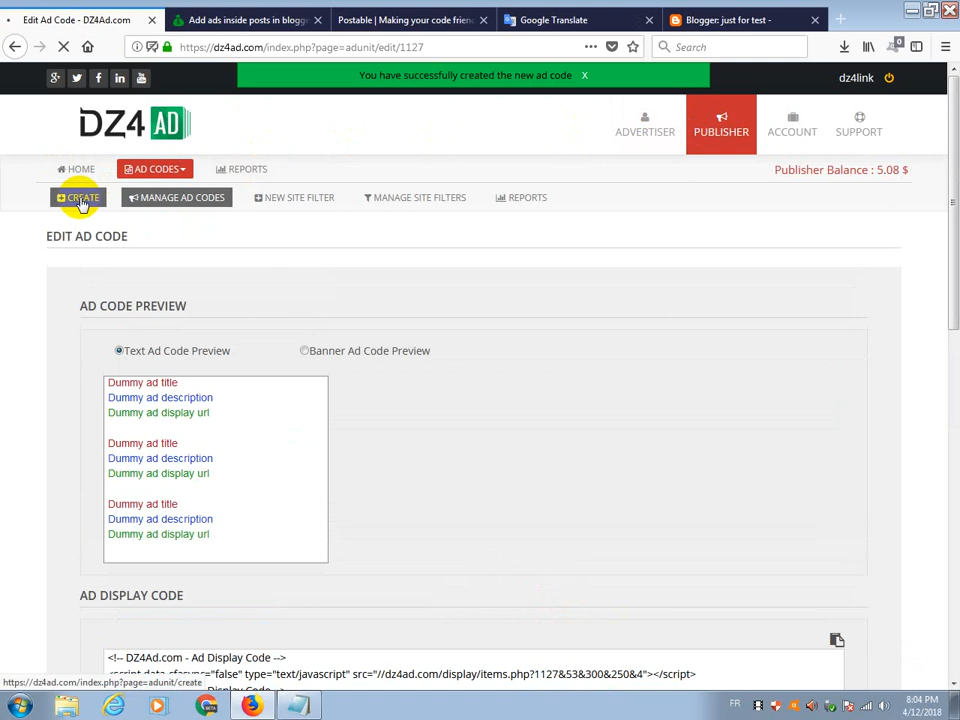 Edit Ad Code - DZ4Ad.com
Add ads inside posts in blogge
Postable | Making your code frien
Google Translate
Blogger: just for test -
https://dz4ad.com/index.php?page=adunit/edit/1127
Search
0
You have successfully created the new ad code X
dz4link
DZ4 AD
ADVERTISER
PUBLISHER
ACCOUNT
SUPPORT
HOME
AD CODES
REPORTS
Publisher Balance : 5.08 $
CREATE
MANAGE AD CODES
NEW SITE FILTER
MANAGE SITE FILTERS
REPORTS
EDIT AD CODE
AD CODE PREVIEW
Text Ad Code Preview
Banner Ad Code Preview
Dummy ad title
Dummy ad description
Dummy ad display url
Dummy ad title
Dummy ad description
Dummy ad display url
Dummy ad title
Dummy ad description
Dummy ad display url
AD DISPLAY CODE
<!-- DZ4Ad.com - Ad Display Code -->
<script data-cfasync="false" type="text/javascript" src="//dz4ad.com/display/items.php?1127&53&300&250&4"></script>
https://dz4ad.com/index.php?page=adunit/create
FR
8:04 PM
4/12/2018